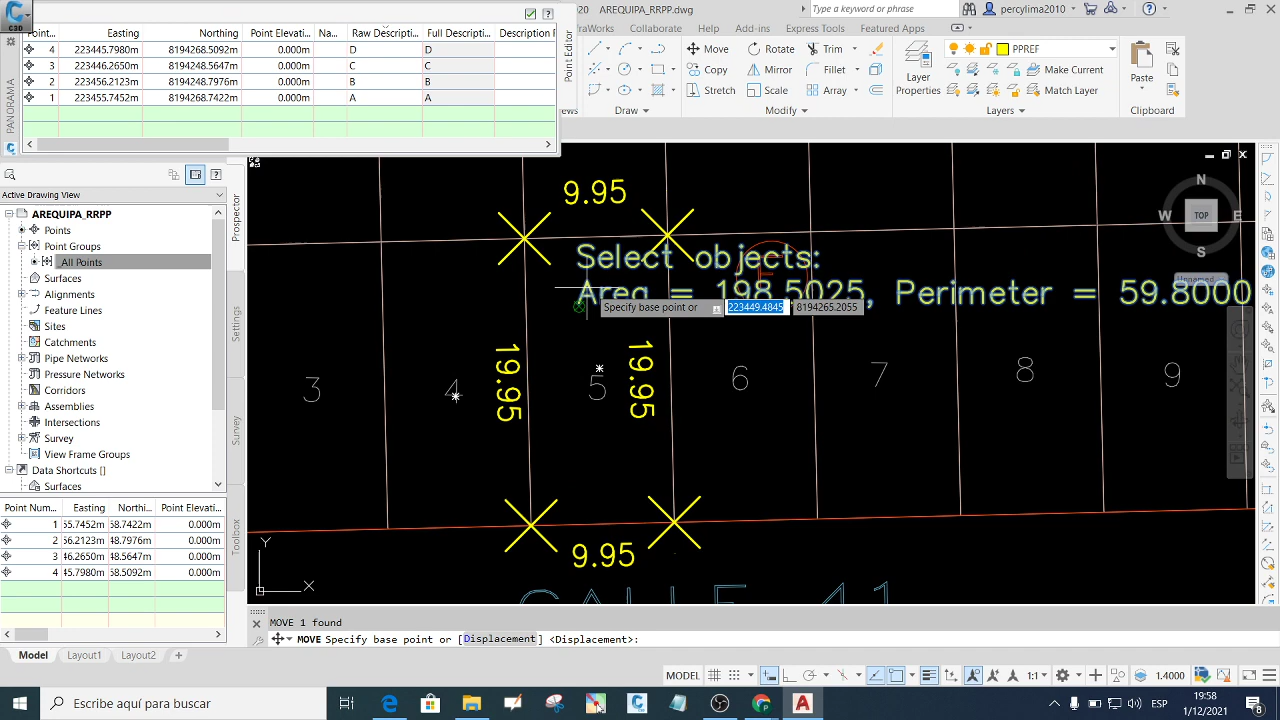 C3D
20 AREQUIPA_RRPP.dwg
Type a keyword or phrase
percylima2010
raWorks Collaborate Help Add-ins Express Tools Featured Apps
Easting Northing Point Elevati... Na... Raw Descripti... Full Descripti...
4 223445.7980m 8194268.5092m 0.000m D D
3 223446.2650m 8194248.5647m 0.000m C C
2 223456.2123m 8194248.7976m 0.000m B B
1 223455.7452m 8194268.7422m 0.000m A A
Point Editor
PANORAMA
Move Rotate Trim
Copy Mirror Fillet
Stretch Scale Array
Draw
Modify
Layer
Properties
PPREF
Make Current
Match Layer
Layers
Paste
Clipboard
Active Drawing View
AREQUIPA_RRPP
Points
Point Groups
_All Points
Surfaces
Alignments
Feature Lines
Sites
Catchments
Pipe Networks
Pressure Networks
Corridors
Assemblies
Intersections
Survey
View Frame Groups
Data Shortcuts []
Surfaces
Prospector
Settings
Survey
Toolbox
Point Num... Easting Northi... Point Elevati
1 55.7452m 58.7422m 0.000m
2 56.2123m 48.7976m 0.000m
3 46.2650m 48.5647m 0.000m
4 45.7980m 58.5092m 0.000m
N
W TOP E
S
Unnamed
9.95
Select objects:
Area = 198.5025, Perimeter = 59.8000
Specify base point or 223449.4845 8194265.2055
19.95
19.95
3 4 5 6 7 8 9
9.95
CALLE 41
Y
X
MOVE 1 found
MOVE Specify base point or [Displacement] <Displacement>:
Model Layout1 Layout2 +
MODEL 1:1 1.4000
Escribe aquí para buscar
ESP
19:58
1/12/2021
8